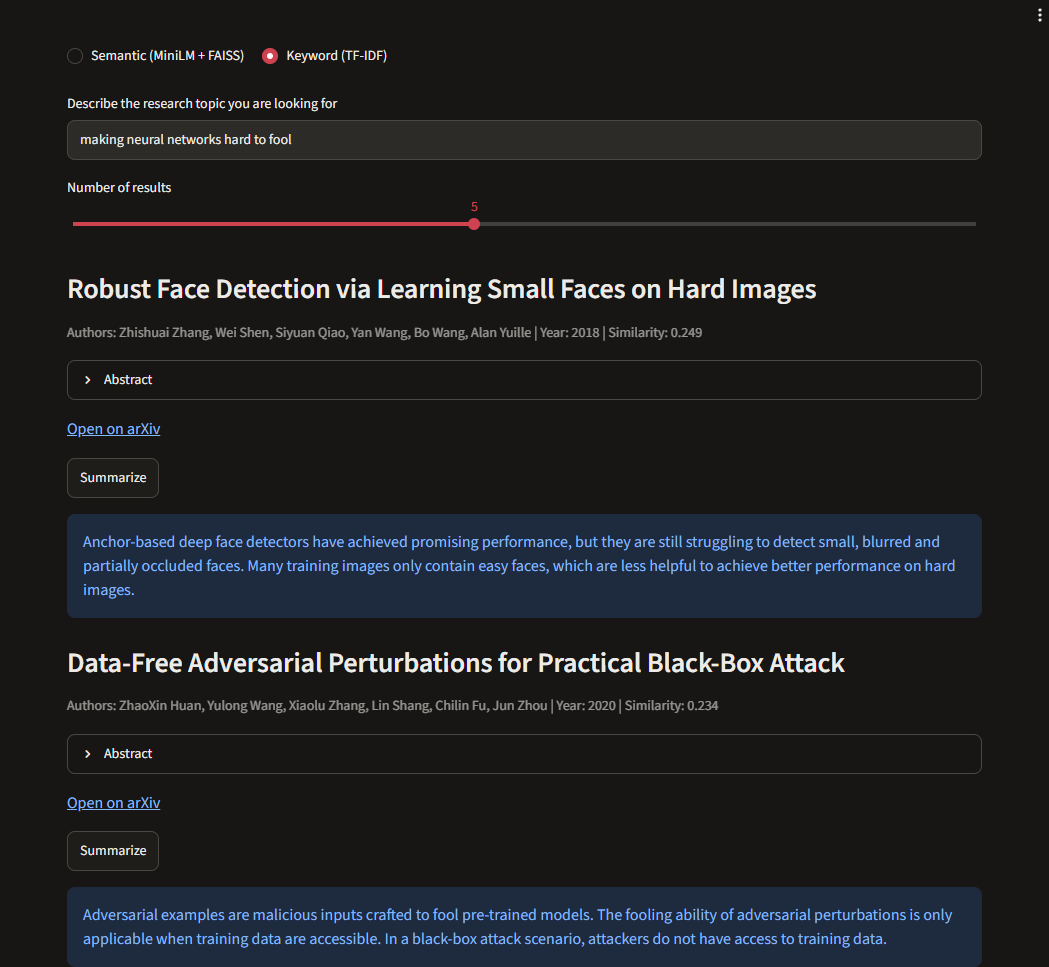 Semantic (MiniLM + FAISS) Keyword (TF-IDF)
Describe the research topic you are looking for
making neural networks hard to fool
Number of results
5
Robust Face Detection via Learning Small Faces on Hard Images
Authors: Zhishuai Zhang, Wei Shen, Siyuan Qiao, Yan Wang, Bo Wang, Alan Yuille | Year: 2018 | Similarity: 0.249
Abstract
Open on arXiv
Summarize
Anchor-based deep face detectors have achieved promising performance, but they are still struggling to detect small, blurred and
partially occluded faces. Many training images only contain easy faces, which are less helpful to achieve better performance on hard
images.
Data-Free Adversarial Perturbations for Practical Black-Box Attack
Authors: ZhaoXin Huan, Yulong Wang, Xiaolu Zhang, Lin Shang, Chilin Fu, Jun Zhou | Year: 2020 | Similarity: 0.234
Abstract
Open on arXiv
Summarize
Adversarial examples are malicious inputs crafted to fool pre-trained models. The fooling ability of adversarial perturbations is only
applicable when training data are accessible. In a black-box attack scenario, attackers do not have access to training data.